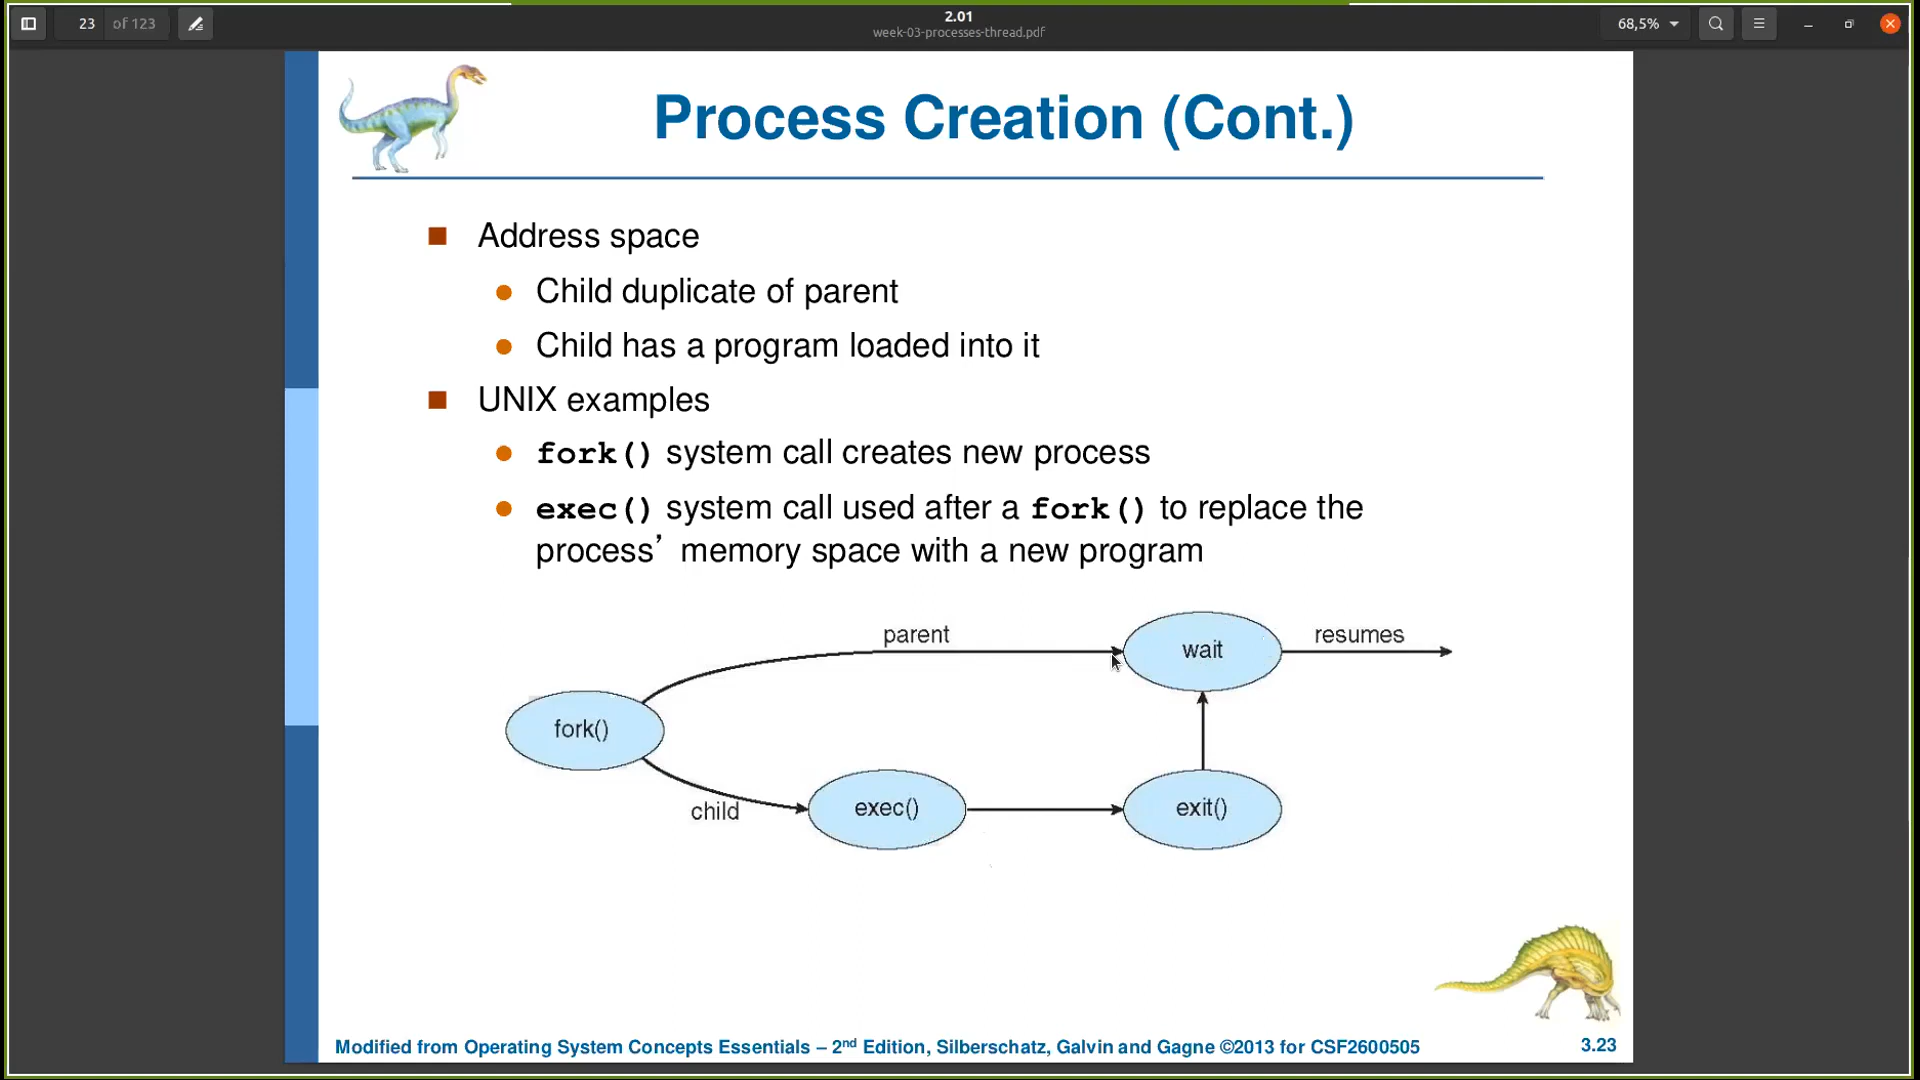 23 of 123
2.01
week-03-processes-thread.pdf
68,5%
Process Creation (Cont.)
Address space
Child duplicate of parent
Child has a program loaded into it
UNIX examples
fork() system call creates new process
exec() system call used after a fork() to replace the
process’ memory space with a new program
parent
wait
resumes
fork()
child
exec()
exit()
Modified from Operating System Concepts Essentials – 2nd Edition, Silberschatz, Galvin and Gagne ©2013 for CSF2600505
3.23